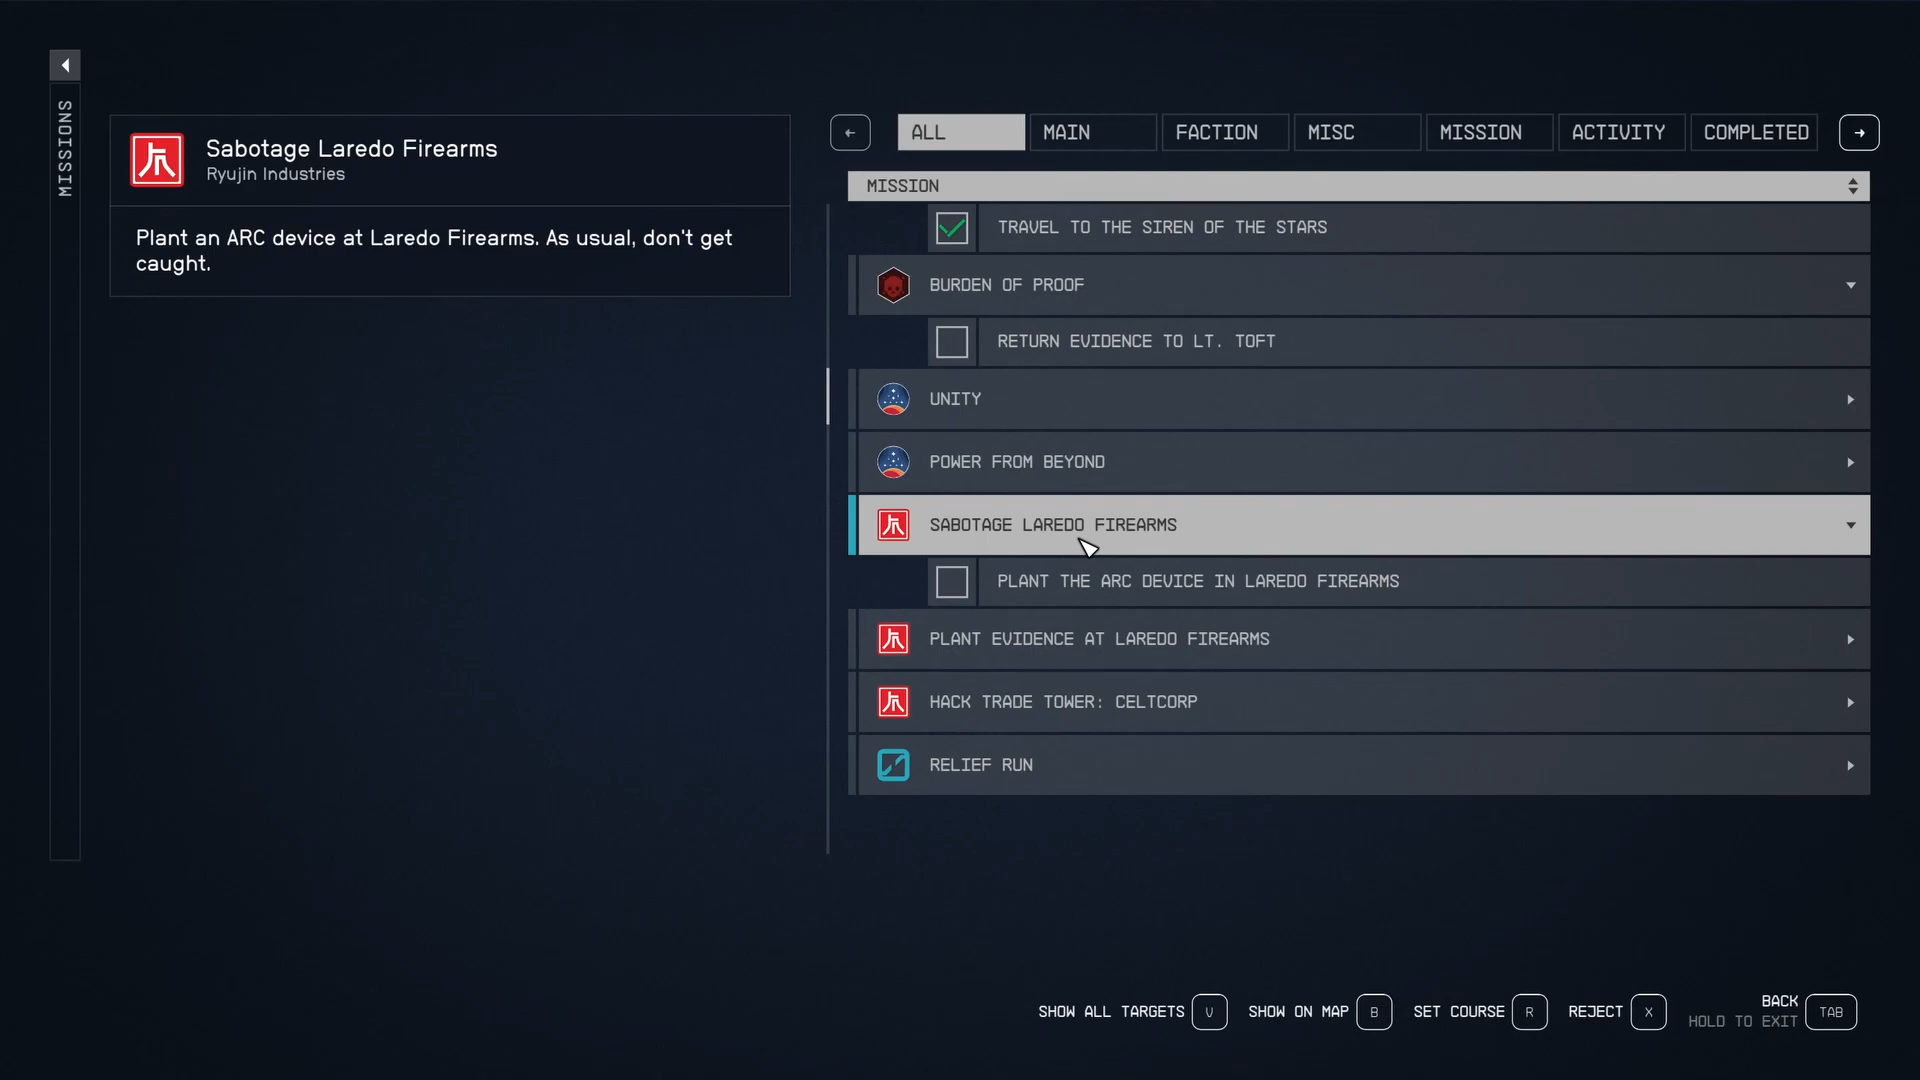 MISSIONS
Sabotage Laredo Firearms
Ryujin Industries
Plant an ARC device at Laredo Firearms. As usual, don't get
caught.
ALL MAIN FACTION MISC MISSION ACTIVITY COMPLETED
MISSION
TRAVEL TO THE SIREN OF THE STARS
BURDEN OF PROOF
RETURN EVIDENCE TO LT. TOFT
UNITY
POWER FROM BEYOND
SABOTAGE LAREDO FIREARMS
PLANT THE ARC DEVICE IN LAREDO FIREARMS
PLANT EVIDENCE AT LAREDO FIREARMS
HACK TRADE TOWER: CELTCORP
RELIEF RUN
SHOW ALL TARGETS V SHOW ON MAP B SET COURSE R REJECT X BACK TAB
HOLD TO EXIT